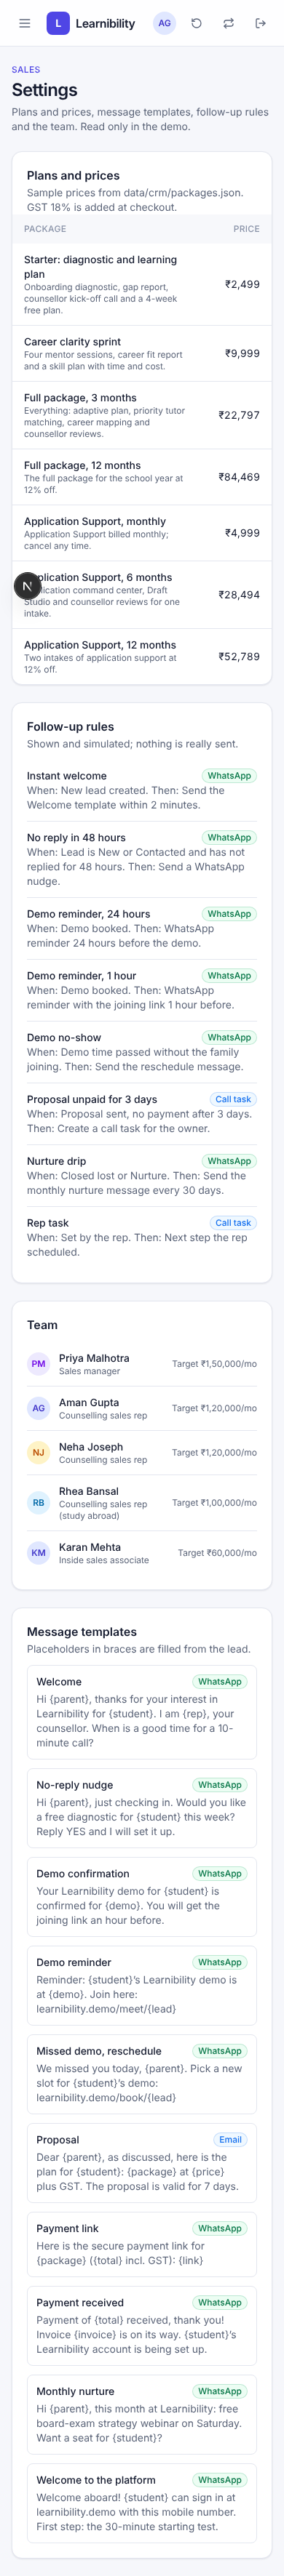 L Learnibility AG
SALES
Settings
Plans and prices, message templates, follow-up rules
and the team. Read only in the demo.
Plans and prices
Sample prices from data/crm/packages.json.
GST 18% is added at checkout.
PACKAGE PRICE
Starter: diagnostic and learning
plan
Onboarding diagnostic, gap report,
counsellor kick-off call and a 4-week
free plan.
₹2,499
Career clarity sprint
Four mentor sessions, career fit report
and a skill plan with time and cost.
₹9,999
Full package, 3 months
Everything: adaptive plan, priority tutor
matching, career mapping and
counsellor reviews.
₹22,797
Full package, 12 months
The full package for the school year at
12% off.
₹84,469
Application Support, monthly
Application Support billed monthly;
cancel any time.
₹4,999
N
plication Support, 6 months
ication command center, Draft
Studio and counsellor reviews for one
intake.
₹28,494
Application Support, 12 months
Two intakes of application support at
12% off.
₹52,789
Follow-up rules
Shown and simulated; nothing is really sent.
Instant welcome WhatsApp
When: New lead created. Then: Send the
Welcome template within 2 minutes.
No reply in 48 hours WhatsApp
When: Lead is New or Contacted and has not
replied for 48 hours. Then: Send a WhatsApp
nudge.
Demo reminder, 24 hours WhatsApp
When: Demo booked. Then: WhatsApp
reminder 24 hours before the demo.
Demo reminder, 1 hour WhatsApp
When: Demo booked. Then: WhatsApp
reminder with the joining link 1 hour before.
Demo no-show WhatsApp
When: Demo time passed without the family
joining. Then: Send the reschedule message.
Proposal unpaid for 3 days Call task
When: Proposal sent, no payment after 3 days.
Then: Create a call task for the owner.
Nurture drip WhatsApp
When: Closed lost or Nurture. Then: Send the
monthly nurture message every 30 days.
Rep task Call task
When: Set by the rep. Then: Next step the rep
scheduled.
Team
PM Priya Malhotra
Sales manager
Target ₹1,50,000/mo
AG Aman Gupta
Counselling sales rep
Target ₹1,20,000/mo
NJ Neha Joseph
Counselling sales rep
Target ₹1,20,000/mo
RB Rhea Bansal
Counselling sales rep
(study abroad)
Target ₹1,00,000/mo
KM Karan Mehta
Inside sales associate
Target ₹60,000/mo
Message templates
Placeholders in braces are filled from the lead.
Welcome WhatsApp
Hi {parent}, thanks for your interest in
Learnibility for {student}. I am {rep}, your
counsellor. When is a good time for a 10-
minute call?
No-reply nudge WhatsApp
Hi {parent}, just checking in. Would you like
a free diagnostic for {student} this week?
Reply YES and I will set it up.
Demo confirmation WhatsApp
Your Learnibility demo for {student} is
confirmed for {demo}. You will get the
joining link an hour before.
Demo reminder WhatsApp
Reminder: {student}'s Learnibility demo is
at {demo}. Join here:
learnibility.demo/meet/{lead}
Missed demo, reschedule WhatsApp
We missed you today, {parent}. Pick a new
slot for {student}'s demo:
learnibility.demo/book/{lead}
Proposal Email
Dear {parent}, as discussed, here is the
plan for {student}: {package} at {price}
plus GST. The proposal is valid for 7 days.
Payment link WhatsApp
Here is the secure payment link for
{package} ({total} incl. GST): {link}
Payment received WhatsApp
Payment of {total} received, thank you!
Invoice {invoice} is on its way. {student}'s
Learnibility account is being set up.
Monthly nurture WhatsApp
Hi {parent}, this month at Learnibility: free
board-exam strategy webinar on Saturday.
Want a seat for {student}?
Welcome to the platform WhatsApp
Welcome aboard! {student} can sign in at
learnibility.demo with this mobile number.
First step: the 30-minute starting test.